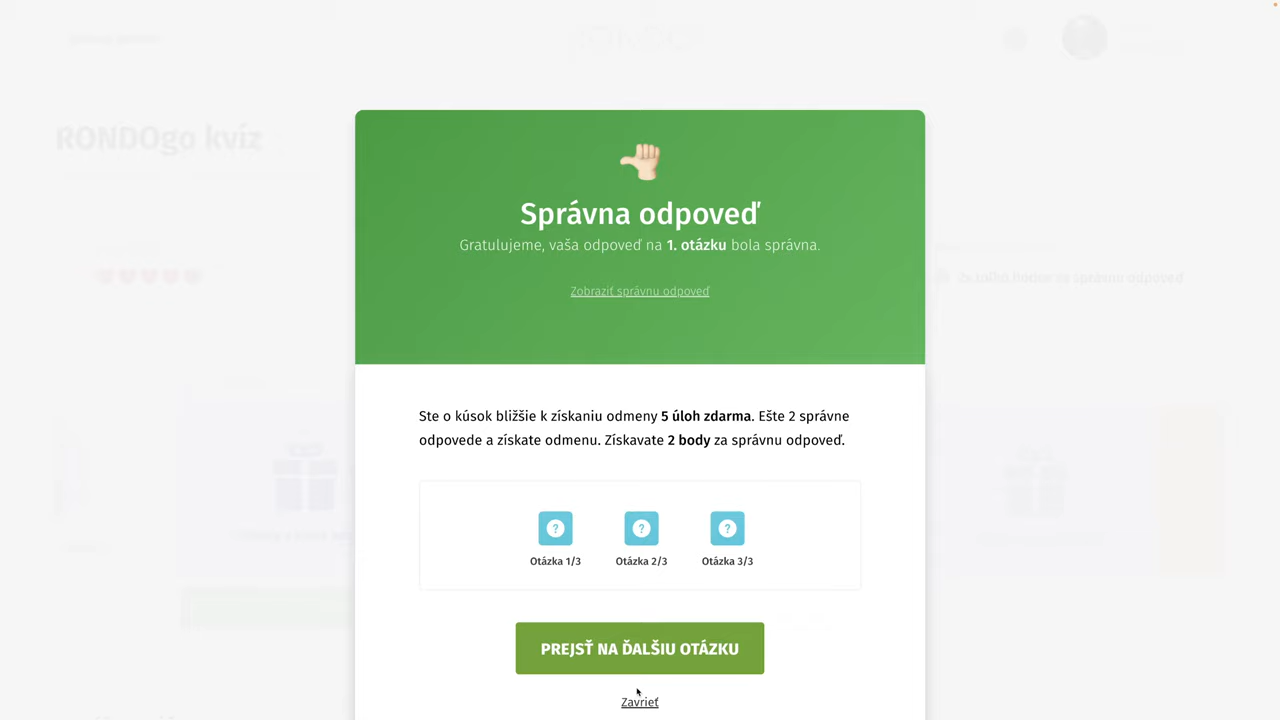 RONDOgo kvíz
Správna odpoveď
Gratulujeme, vaša odpoveď na 1. otázku bola správna.
Zobraziť správnu odpoveď
Ste o kúsok bližšie k získaniu odmeny 5 úloh zdarma. Ešte 2 správne
odpovede a získate odmenu. Získavate 2 body za správnu odpoveď.
? ? ?
Otázka 1/3 Otázka 2/3 Otázka 3/3
PREJSŤ NA ĎALŠIU OTÁZKU
Zavrieť